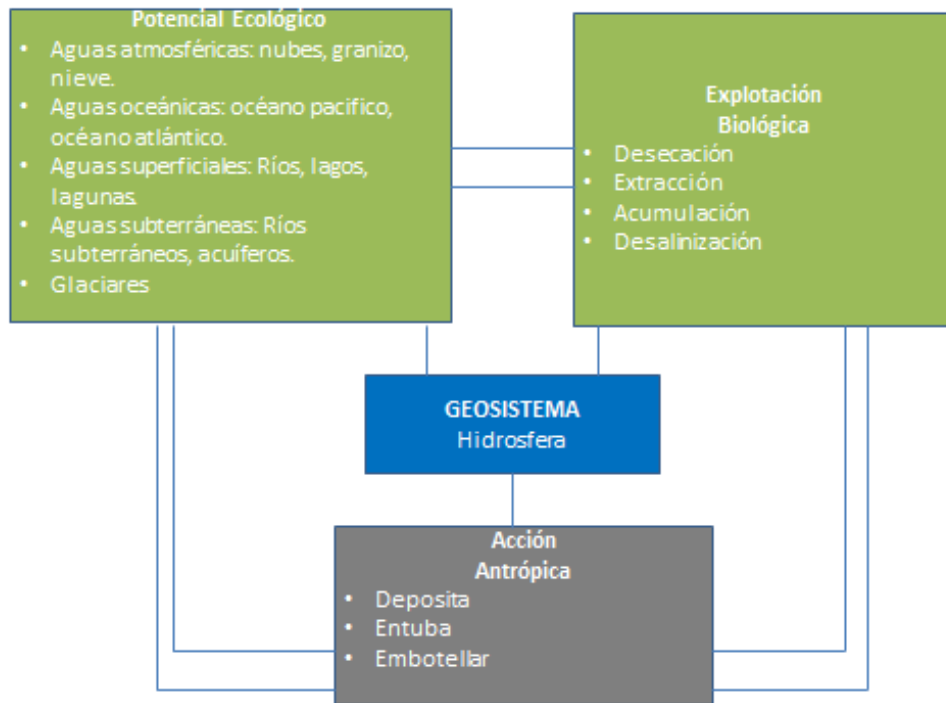 Potencial Ecológico
• Aguas atmosféricas: nubes, granizo,
nieve.
• Aguas oceánicas: océano pacifico,
océano atlántico.
• Aguas superficiales: Ríos, lagos,
lagunas.
• Aguas subterráneas: Ríos
subterráneos, acuíferos.
• Glaciares
Explotación
Biológica
• Desecación
• Extracción
• Acumulación
• Desalinización
GEOSISTEMA
Hidrosfera
Acción
Antrópica
• Deposita
• Entuba
• Embotellar